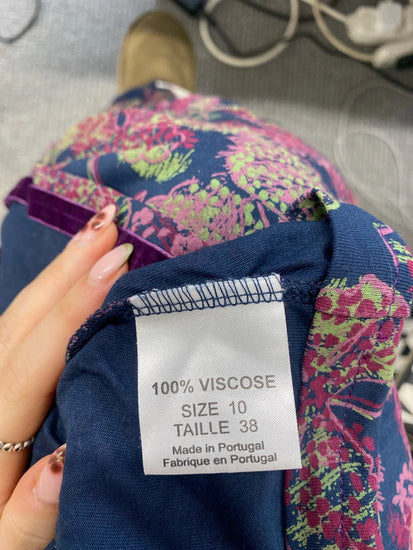 100% VISCOSE
SIZE 10
TAILLE 38
Made in Portugal
Fabrique en Portugal